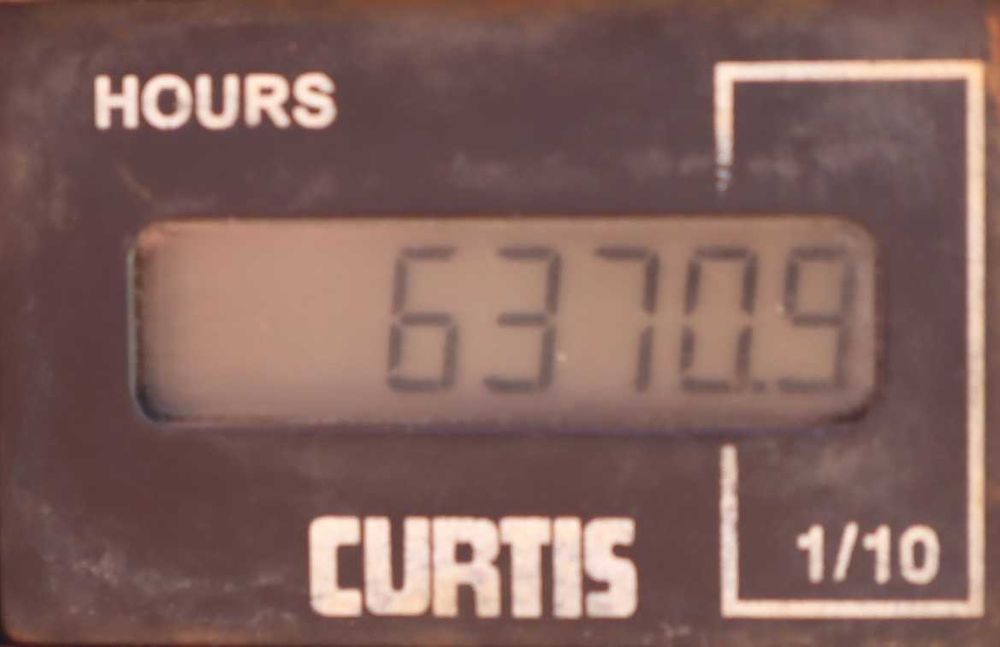 HOURS
6370.9
CURTIS
1/10